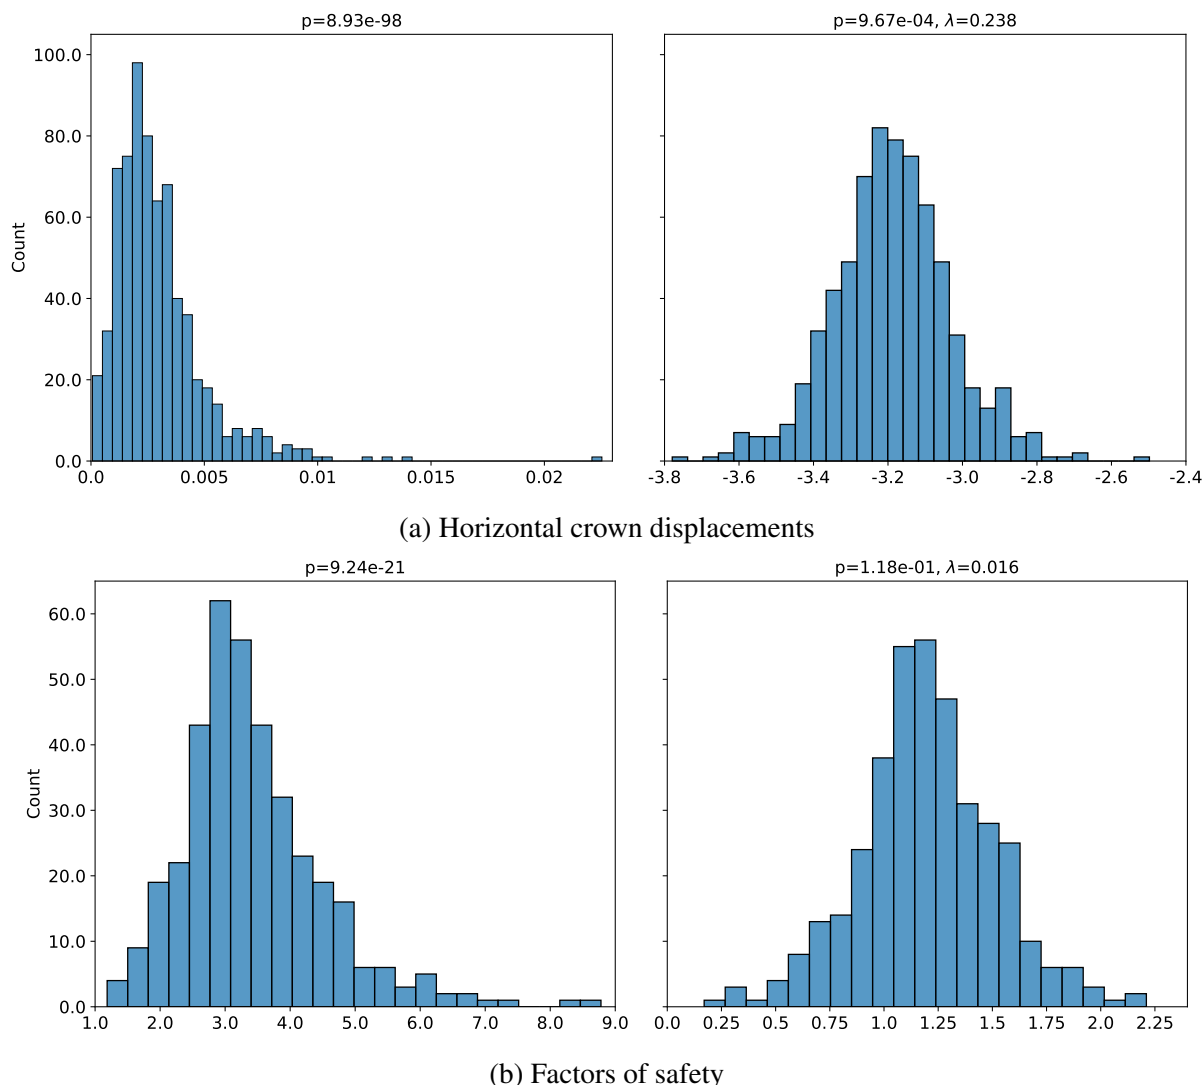 p=8.93e-98
p=9.67e-04, λ=0.238
100.0
80.0
60.0
40.0
20.0
0.0
Count
0.0 0.005 0.01 0.015 0.02
-3.8 -3.6 -3.4 -3.2 -3.0 -2.8 -2.6 -2.4
(a) Horizontal crown displacements
p=9.24e-21
p=1.18e-01, λ=0.016
60.0
50.0
40.0
30.0
20.0
10.0
0.0
Count
1.0 2.0 3.0 4.0 5.0 6.0 7.0 8.0 9.0
0.0 0.25 0.5 0.75 1.0 1.25 1.5 1.75 2.0 2.25
(b) Factors of safety